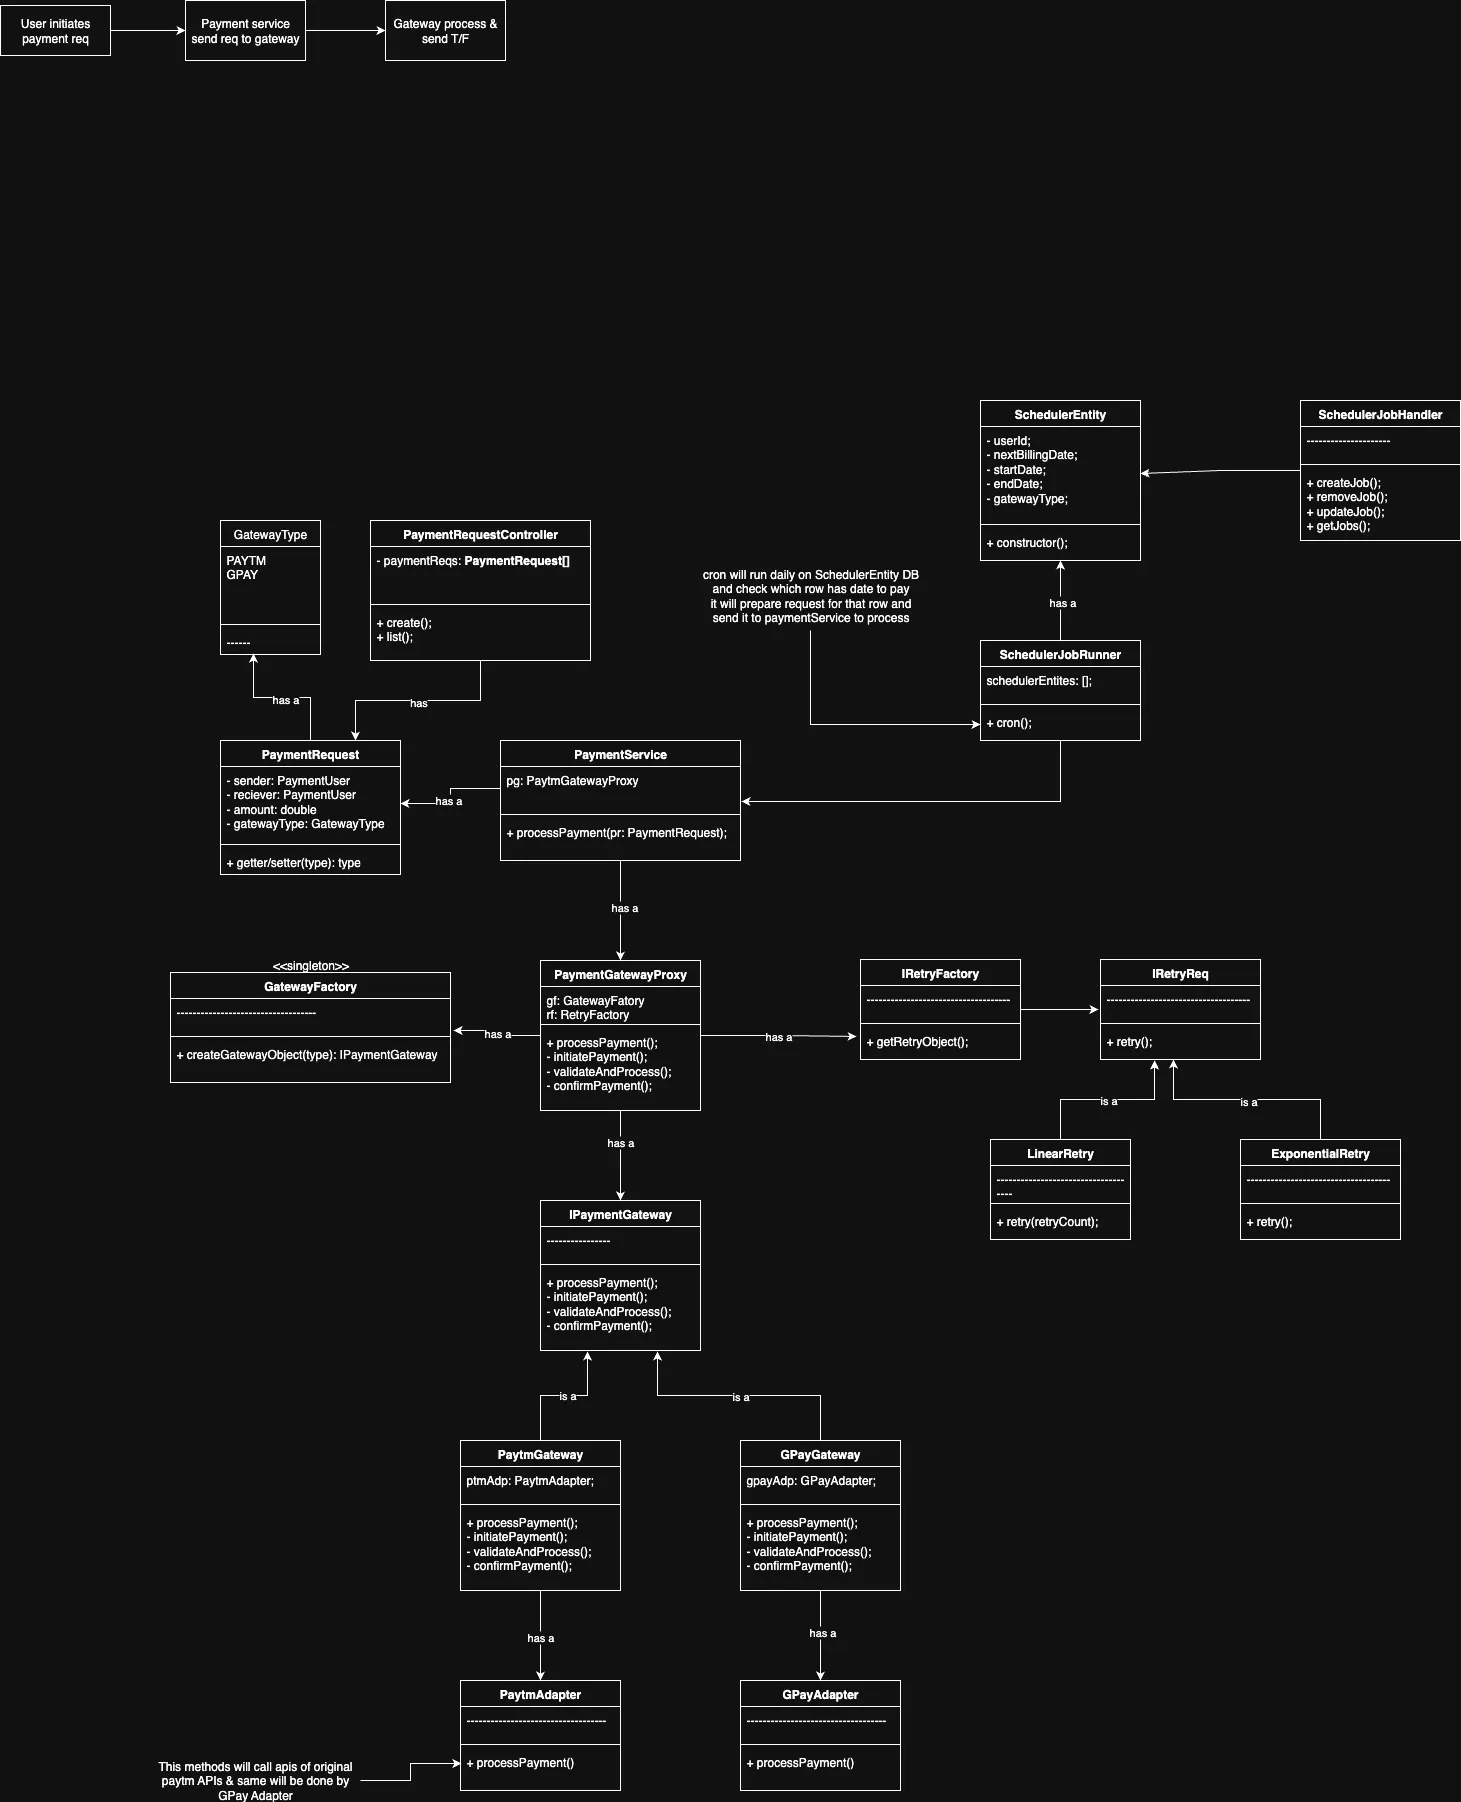 User initiates
payment req
Payment service
send req to gateway
Gateway process &
send T/F
SchedulerEntity
- userId;
- nextBillingDate;
- startDate;
- endDate;
- gatewayType;
+ constructor();
SchedulerJobHandler
---------------------
+ createJob();
+ removeJob();
+ updateJob();
+ getJobs();
GatewayType
PAYTM
GPAY
------
PaymentRequestController
- paymentReqs: PaymentRequest[]
+ create();
+ list();
cron will run daily on SchedulerEntity DB
and check which row has date to pay
it will prepare request for that row and
send it to paymentService to process
has a
SchedulerJobRunner
schedulerEntites: [];
+ cron();
has a
has
PaymentRequest
- sender: PaymentUser
- reciever: PaymentUser
- amount: double
- gatewayType: GatewayType
+ getter/setter(type): type
has a
PaymentService
pg: PaytmGatewayProxy
+ processPayment(pr: PaymentRequest);
has a
<<singleton>>
GatewayFactory
-----------------------------------
+ createGatewayObject(type): IPaymentGateway
has a
PaymentGatewayProxy
gf: GatewayFatory
rf: RetryFactory
+ processPayment();
- initiatePayment();
- validateAndProcess();
- confirmPayment();
has a
IRetryFactory
------------------------------------
+ getRetryObject();
IRetryReq
------------------------------------
+ retry();
is a
is a
LinearRetry
--------------------------------
----
+ retry(retryCount);
ExponentialRetry
------------------------------------
+ retry();
has a
IPaymentGateway
----------------
+ processPayment();
- initiatePayment();
- validateAndProcess();
- confirmPayment();
is a
is a
PaytmGateway
ptmAdp: PaytmAdapter;
+ processPayment();
- initiatePayment();
- validateAndProcess();
- confirmPayment();
GPayGateway
gpayAdp: GPayAdapter;
+ processPayment();
- initiatePayment();
- validateAndProcess();
- confirmPayment();
has a
has a
PaytmAdapter
-----------------------------------
+ processPayment()
GPayAdapter
-----------------------------------
+ processPayment()
This methods will call apis of original
paytm APIs & same will be done by
GPay Adapter